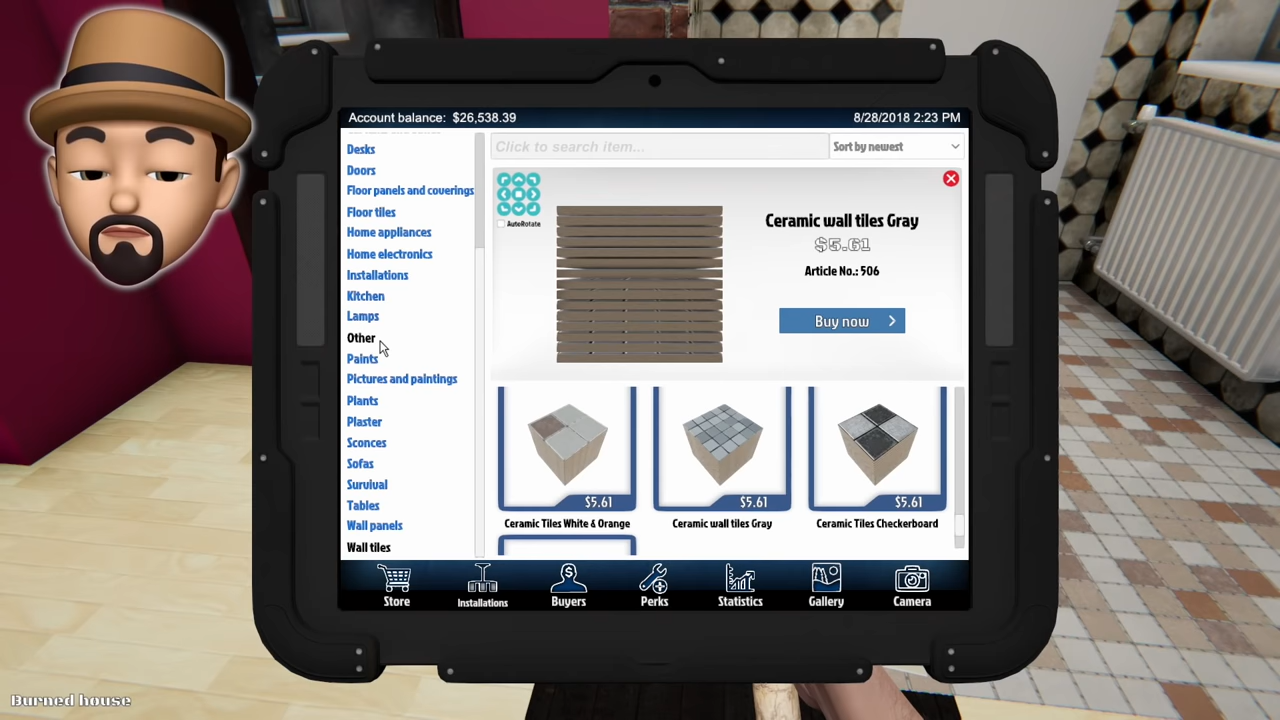 Account balance: $26,538.39
8/28/2018 2:23 PM
Desks
Doors
Floor panels and coverings
Floor tiles
Home appliances
Home electronics
Installations
Kitchen
Lamps
Other
Paints
Pictures and paintings
Plants
Plaster
Sconces
Sofas
Survival
Tables
Wall panels
Wall tiles
Click to search item...
Sort by newest
AutoRotate
Ceramic wall tiles Gray
$5.61
Article No.: 506
Buy now
$5.61
$5.61
$5.61
Ceramic Tiles White & Orange
Ceramic wall tiles Gray
Ceramic Tiles Checkerboard
Store
Installations
Buyers
Perks
Statistics
Gallery
Camera
Burned house